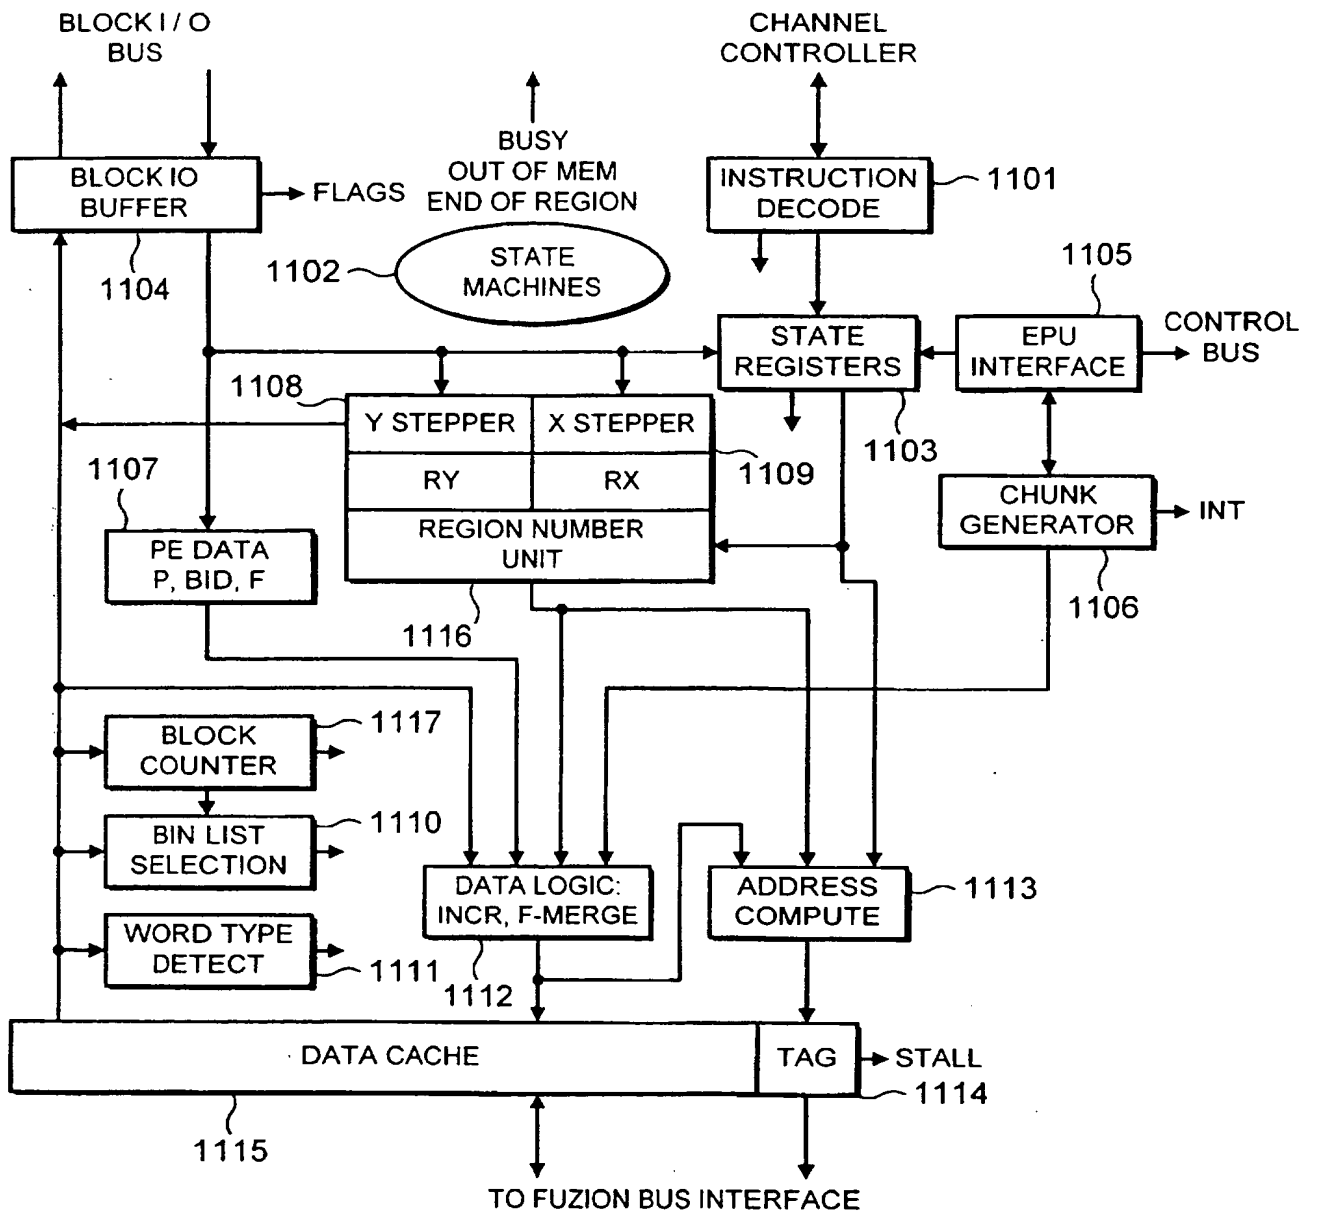 BLOCK I / O
BUS
CHANNEL
CONTROLLER
BUSY
OUT OF MEM
END OF REGION
BLOCK IO
BUFFER
FLAGS
INSTRUCTION
DECODE
1101
1104
1102
STATE
MACHINES
1105
STATE
REGISTERS
EPU
INTERFACE
CONTROL
BUS
1108
Y STEPPER
X STEPPER
1103
1109
RY
RX
1107
CHUNK
GENERATOR
INT
REGION NUMBER
UNIT
PE DATA
P, BID, F
1106
1116
1117
BLOCK
COUNTER
1110
BIN LIST
SELECTION
DATA LOGIC:
INCR, F-MERGE
ADDRESS
COMPUTE
1113
WORD TYPE
DETECT
1111
1112
DATA CACHE
TAG
STALL
1114
1115
TO FUZION BUS INTERFACE